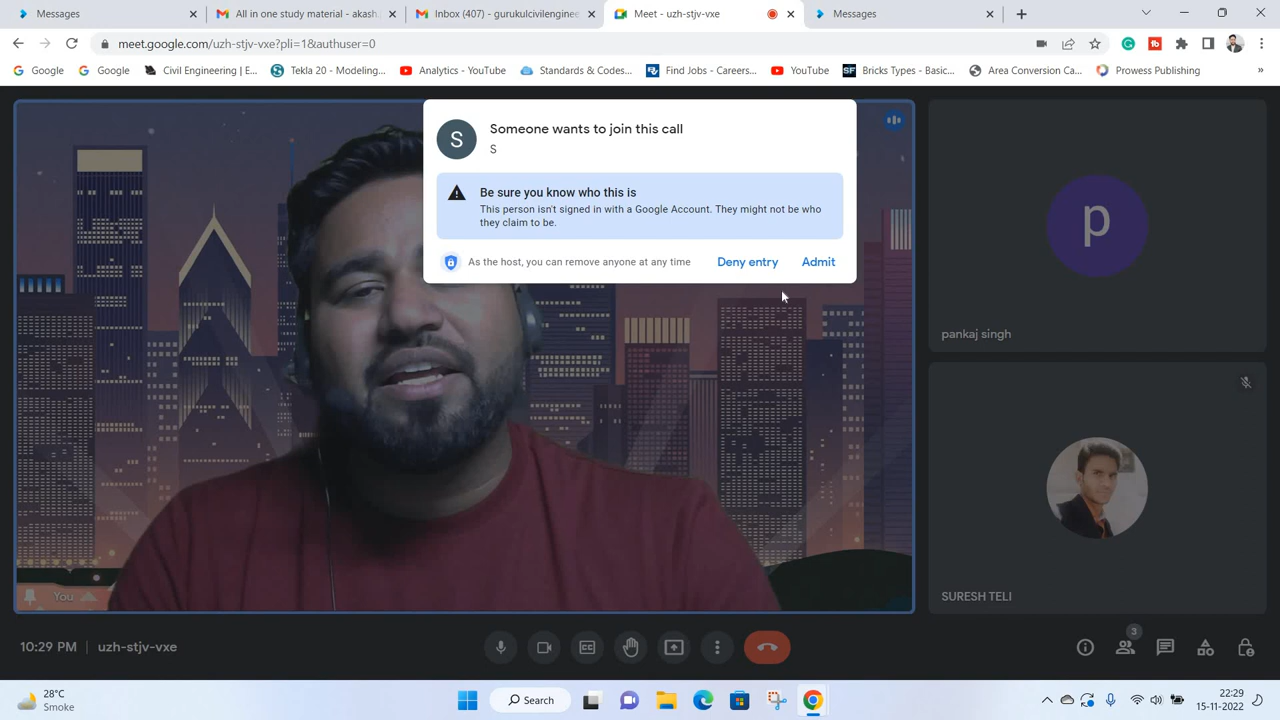 Messages
All in one study material - akash.
Inbox (407) - gurukulcivilenginee
Meet - uzh-stjv-vxe
Messages
meet.google.com/uzh-stjv-vxe?pli=1&authuser=0
Google
Google
Civil Engineering | E...
Tekla 20 - Modeling...
Analytics - YouTube
Standards & Codes...
Find Jobs - Careers...
YouTube
SF Bricks Types - Basic...
Area Conversion Ca...
Prowess Publishing
»
S
Someone wants to join this call
S
Be sure you know who this is
This person isn't signed in with a Google Account. They might not be who
they claim to be.
As the host, you can remove anyone at any time
Deny entry
Admit
p
pankaj singh
SURESH TELI
You
10:29 PM | uzh-stjv-vxe
3
28°C
Smoke
Search
22:29
15-11-2022